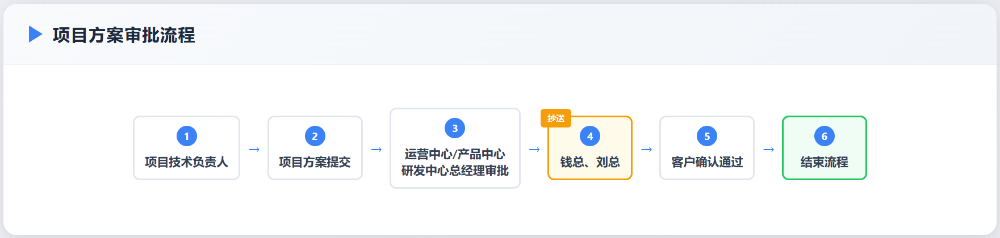 项目方案审批流程
1
项目技术负责人
→
2
项目方案提交
→
3
运营中心/产品中心
研发中心总经理审批
→
抄送
4
钱总、刘总
→
5
客户确认通过
→
6
结束流程